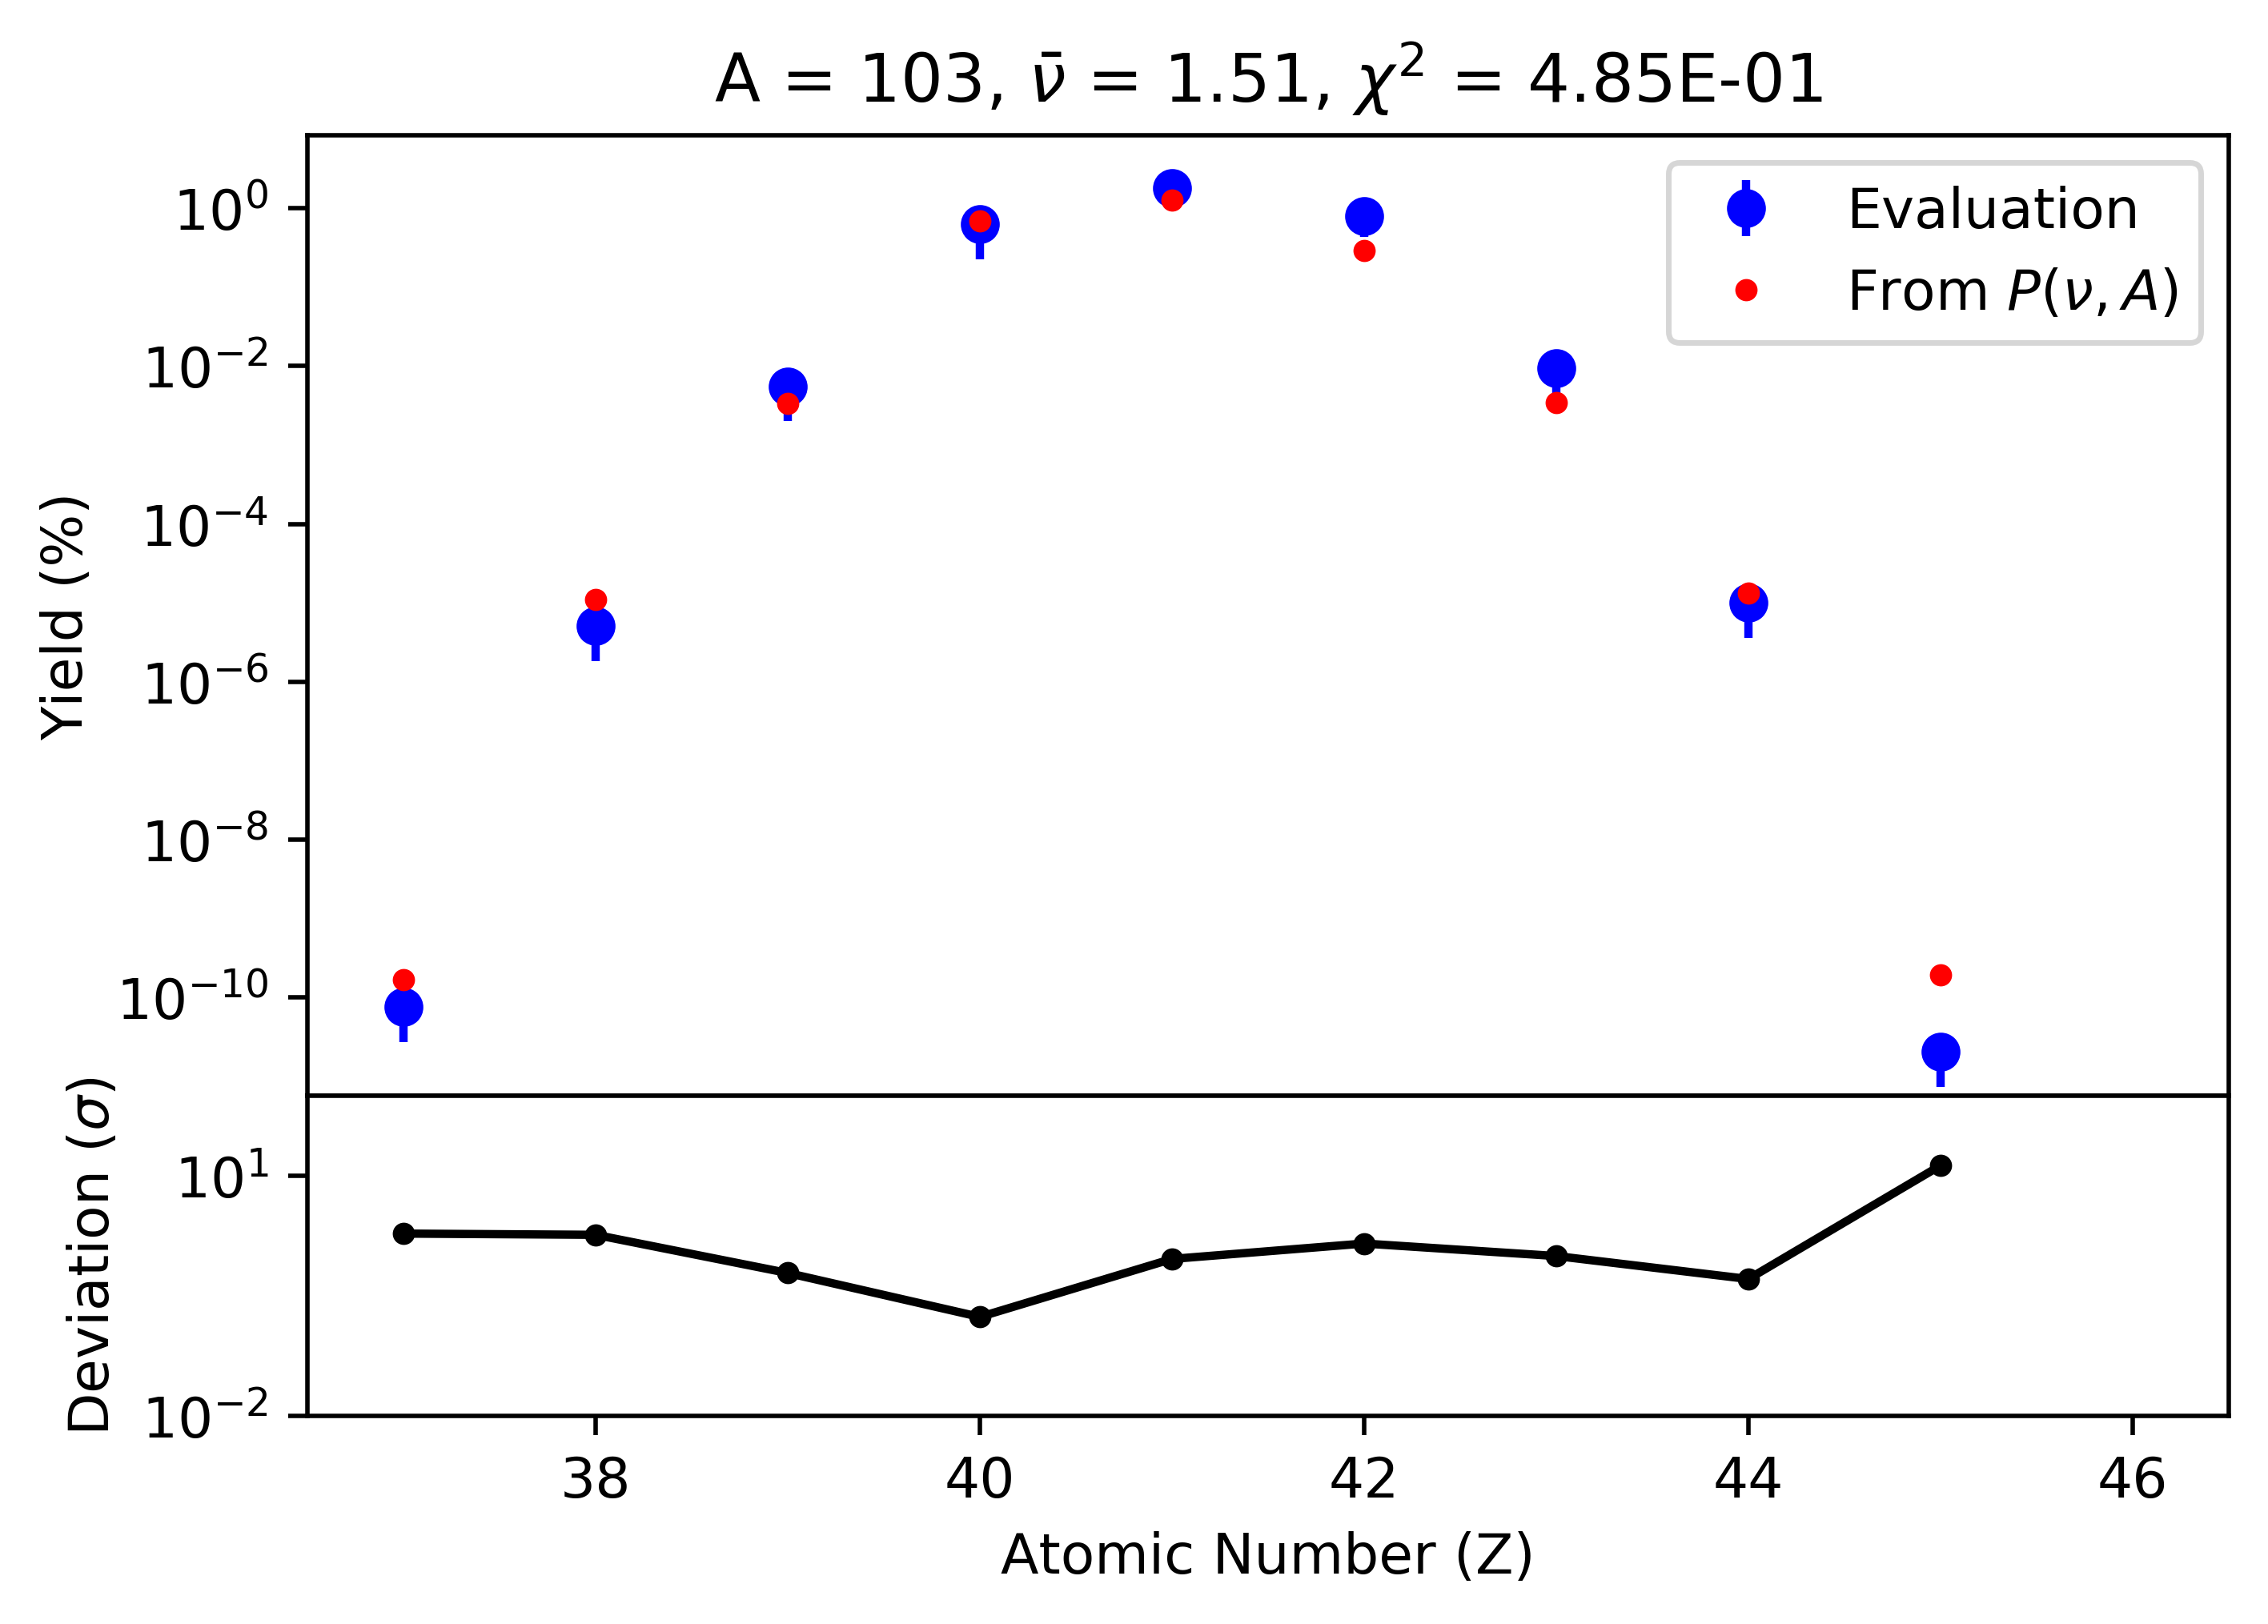 A = 103, ν̄ = 1.51, χ² = 4.85E-01
Evaluation
From P(ν, A)
Yield (%)
10⁰
10⁻²
10⁻⁴
10⁻⁶
10⁻⁸
10⁻¹⁰
Deviation (σ)
10¹
10⁻²
38 40 42 44 46
Atomic Number (Z)